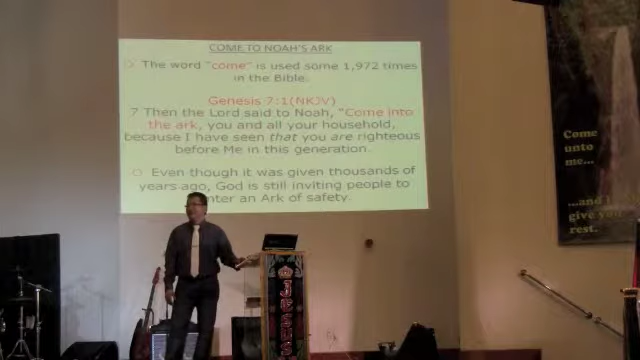 COME TO NOAH'S ARK
The word "come" is used some 1,972 times
in the Bible.
Genesis 7:1(NKJV)
7 Then the Lord said to Noah, "Come into
the ark, you and all your household,
because I have seen that you are righteous
before Me in this generation.
Even though it was given thousands of
years ago, God is still inviting people to
enter an Ark of safety.
Come
unto
me...
...and I
give you
rest.
JESUS